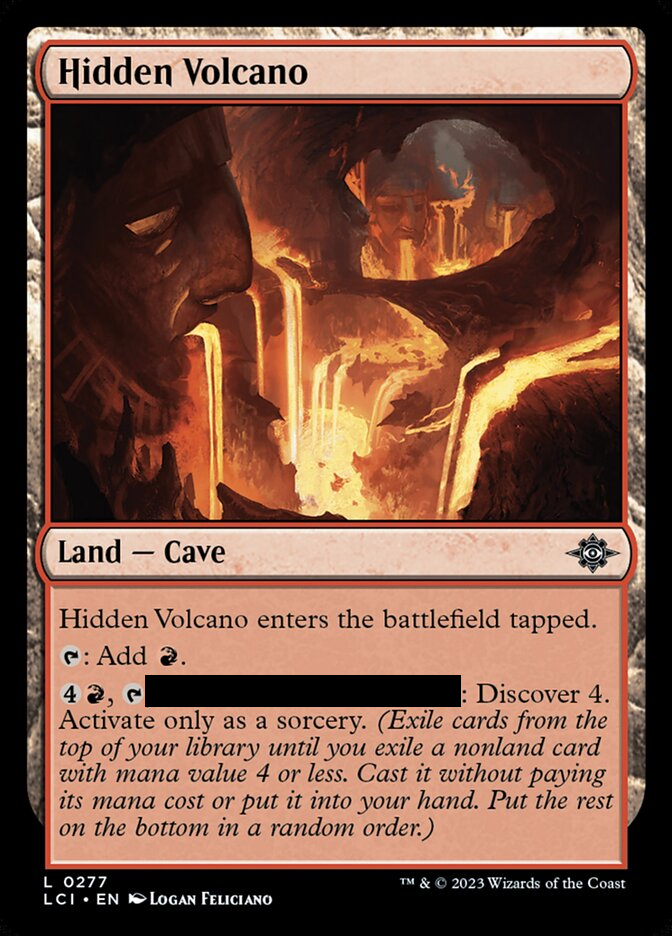 Hidden Volcano
Land — Cave
Hidden Volcano enters the battlefield tapped.
: Add .
4, : Discover 4.
Activate only as a sorcery. (Exile cards from the
top of your library until you exile a nonland card
with mana value 4 or less. Cast it without paying
its mana cost or put it into your hand. Put the rest
on the bottom in a random order.)
L 0277
LCI • EN Logan Feliciano
™ & © 2023 Wizards of the Coast